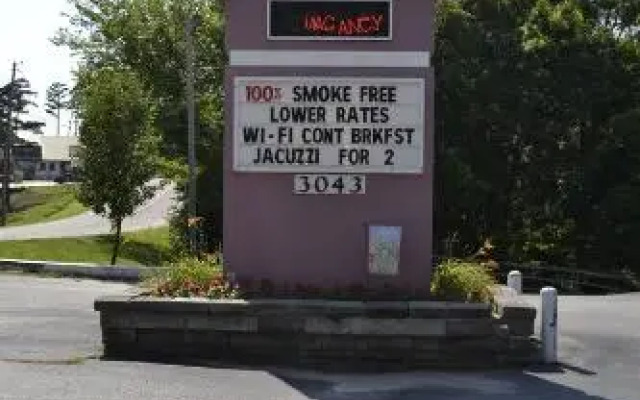 VACANCY
100% SMOKE FREE
LOWER RATES
WI-FI CONT BRKFST
JACUZZI FOR 2
3043